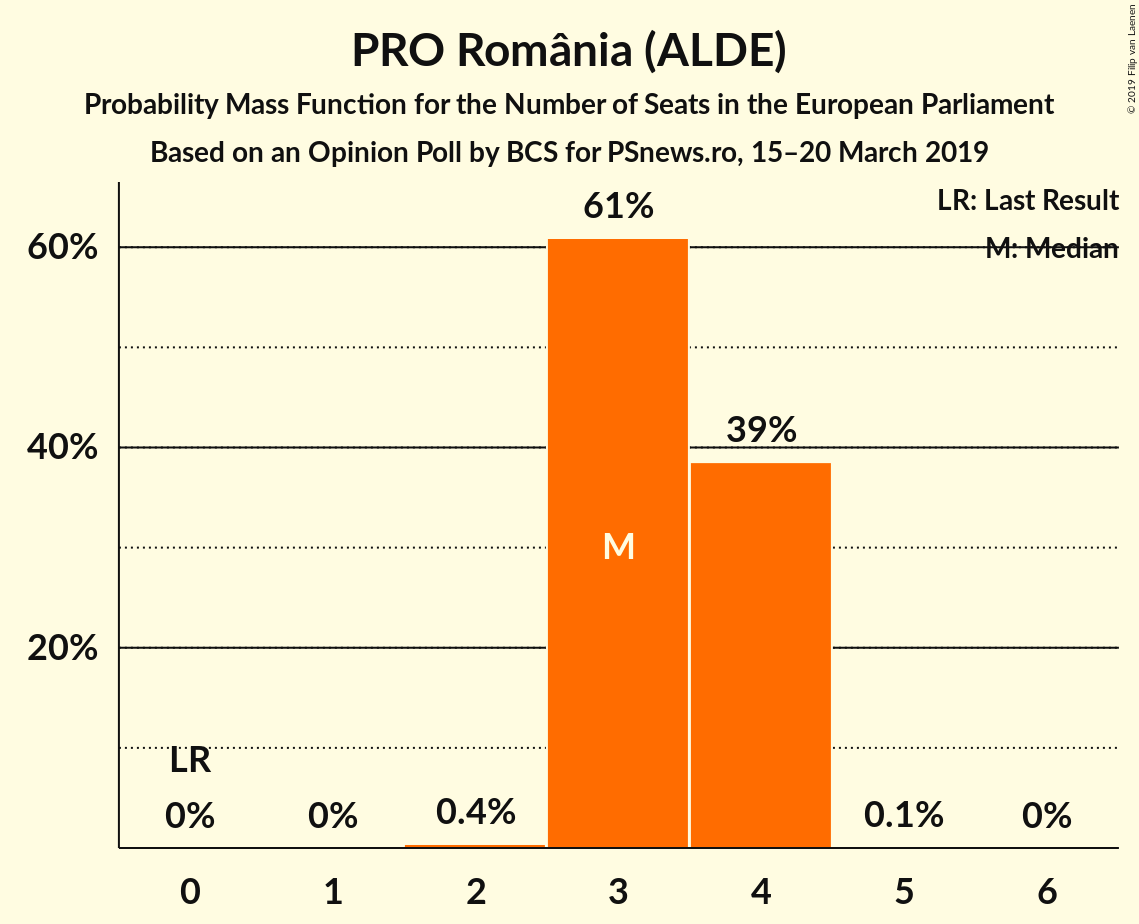 PRO România (ALDE)
Probability Mass Function for the Number of Seats in the European Parliament
Based on an Opinion Poll by BCS for PSnews.ro, 15–20 March 2019
© 2019 Filip van Laenen
LR: Last Result
M: Median
61%
60%
39%
40%
M
20%
LR
0%
0%
0.4%
0.1%
0%
0
1
2
3
4
5
6